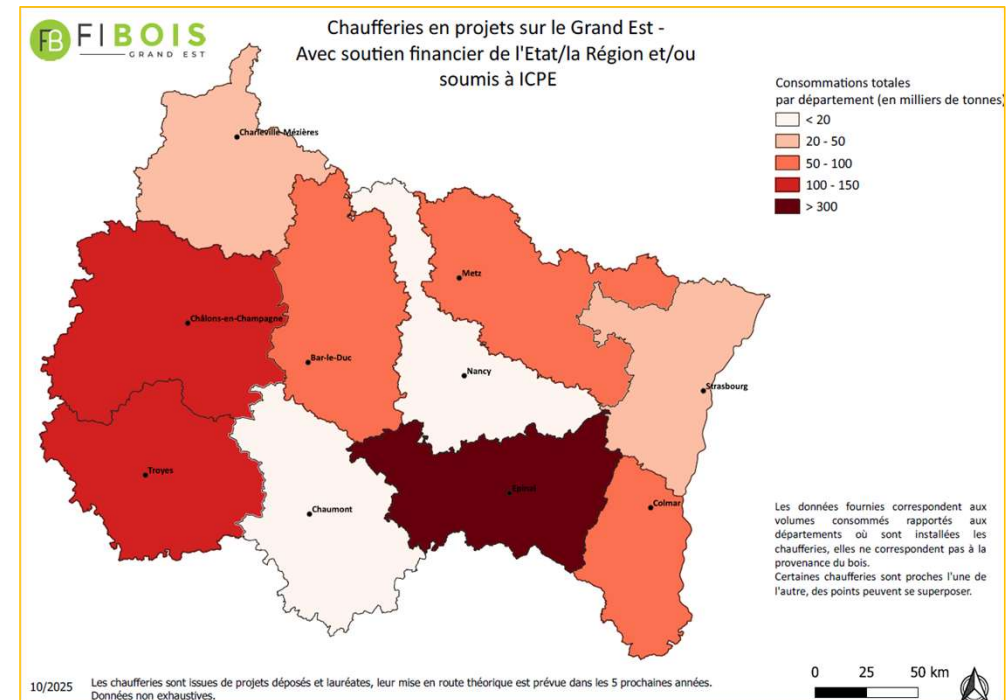 FB FIBOIS
GRAND EST
Chaufferies en projets sur le Grand Est -
Avec soutien financier de l'Etat/la Région et/ou
soumis à ICPE
Consommations totales
par département (en milliers de tonnes)
< 20
20 - 50
50 - 100
100 - 150
> 300
Charleville-Mézières
Metz
Châlons-en-Champagne
Bar-le-Duc
Nancy
Strasbourg
Troyes
Epinal
Chaumont
Colmar
Les données fournies correspondent aux
volumes consommés rapportés aux
départements où sont installées les
chaufferies, elles ne correspondent pas à la
provenance du bois.
Certaines chaufferies sont proches l'une de
l'autre, des points peuvent se superposer.
0 25 50 km
10/2025 Les chaufferies sont issues de projets déposés et lauréates, leur mise en route théorique est prévue dans les 5 prochaines années.
Données non exhaustives.